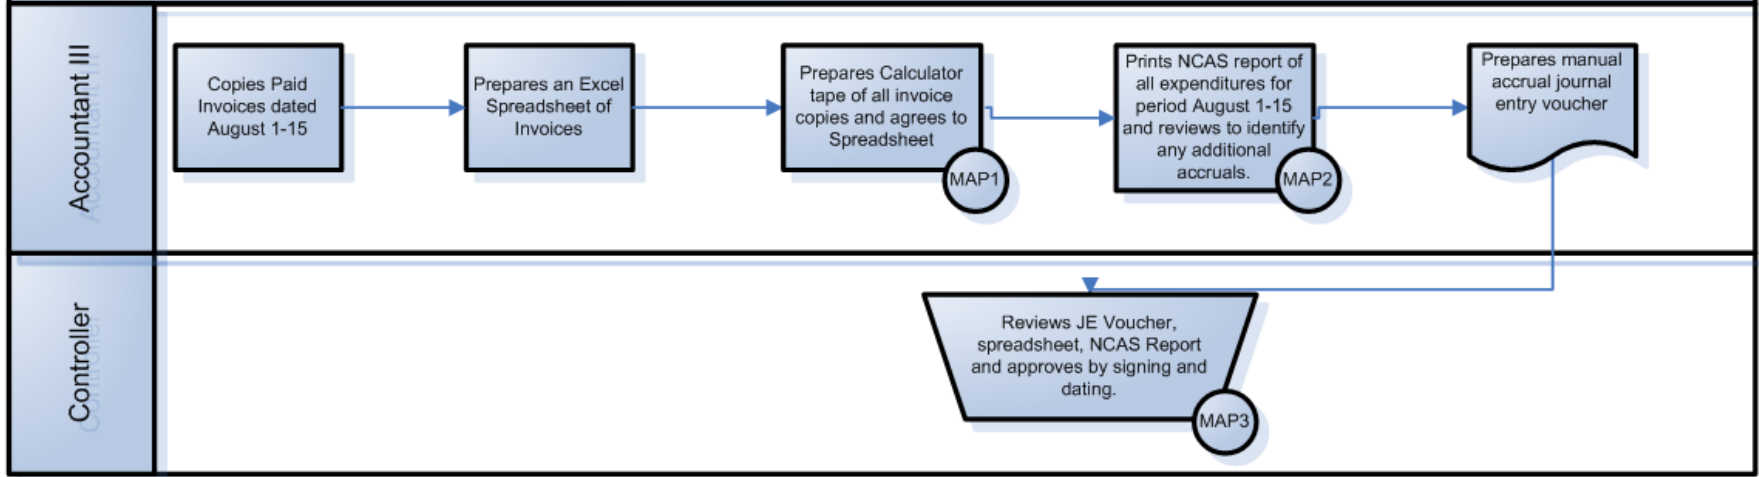 Accountant III
Copies Paid
Invoices dated
August 1-15
Prepares an Excel
Spreadsheet of
Invoices
Prepares Calculator
tape of all invoice
copies and agrees to
Spreadsheet
MAP1
Prints NCAS report of
all expenditures for
period August 1-15
and reviews to identify
any additional
accruals.
MAP2
Prepares manual
accrual journal
entry voucher
Controller
Reviews JE Voucher,
spreadsheet, NCAS Report
and approves by signing and
dating.
MAP3